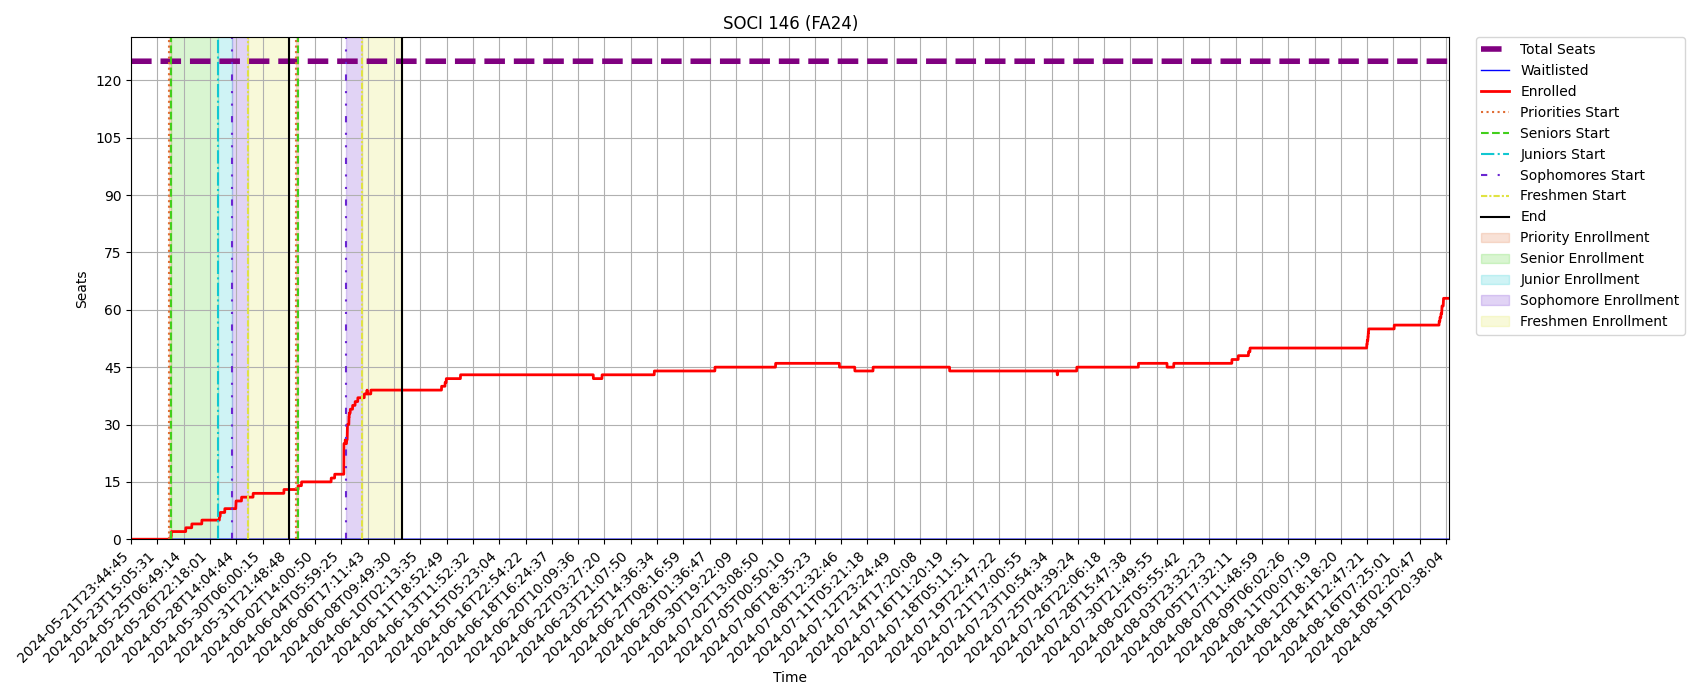 SOCI 146 (FA24)
Seats
120
105
90
75
60
45
30
15
0
2024-05-21T23:44:45
2024-05-23T15:05:31
2024-05-25T06:49:14
2024-05-26T22:18:01
2024-05-28T14:04:44
2024-05-30T06:00:15
2024-05-31T21:48:48
2024-06-02T14:00:50
2024-06-04T05:59:25
2024-06-06T17:11:43
2024-06-08T09:49:30
2024-06-10T02:13:35
2024-06-11T18:52:49
2024-06-13T11:52:32
2024-06-15T05:23:04
2024-06-16T22:54:22
2024-06-18T16:24:37
2024-06-20T10:09:36
2024-06-22T03:27:20
2024-06-23T21:07:50
2024-06-25T14:36:34
2024-06-27T08:16:59
2024-06-29T01:36:47
2024-06-30T19:22:09
2024-07-02T13:08:50
2024-07-05T00:50:10
2024-07-06T18:35:23
2024-07-08T12:32:46
2024-07-11T05:21:18
2024-07-12T23:24:49
2024-07-14T17:20:08
2024-07-16T11:20:19
2024-07-18T05:11:51
2024-07-19T22:47:22
2024-07-21T17:00:55
2024-07-23T10:54:34
2024-07-25T04:39:24
2024-07-26T22:06:18
2024-07-28T15:47:38
2024-07-30T21:49:55
2024-08-02T05:55:42
2024-08-03T23:32:23
2024-08-05T17:32:11
2024-08-07T11:48:59
2024-08-09T06:02:26
2024-08-11T00:07:19
2024-08-12T18:18:20
2024-08-14T12:47:21
2024-08-16T07:25:01
2024-08-18T02:20:47
2024-08-19T20:38:04
Time
Total Seats
Waitlisted
Enrolled
Priorities Start
Seniors Start
Juniors Start
Sophomores Start
Freshmen Start
End
Priority Enrollment
Senior Enrollment
Junior Enrollment
Sophomore Enrollment
Freshmen Enrollment